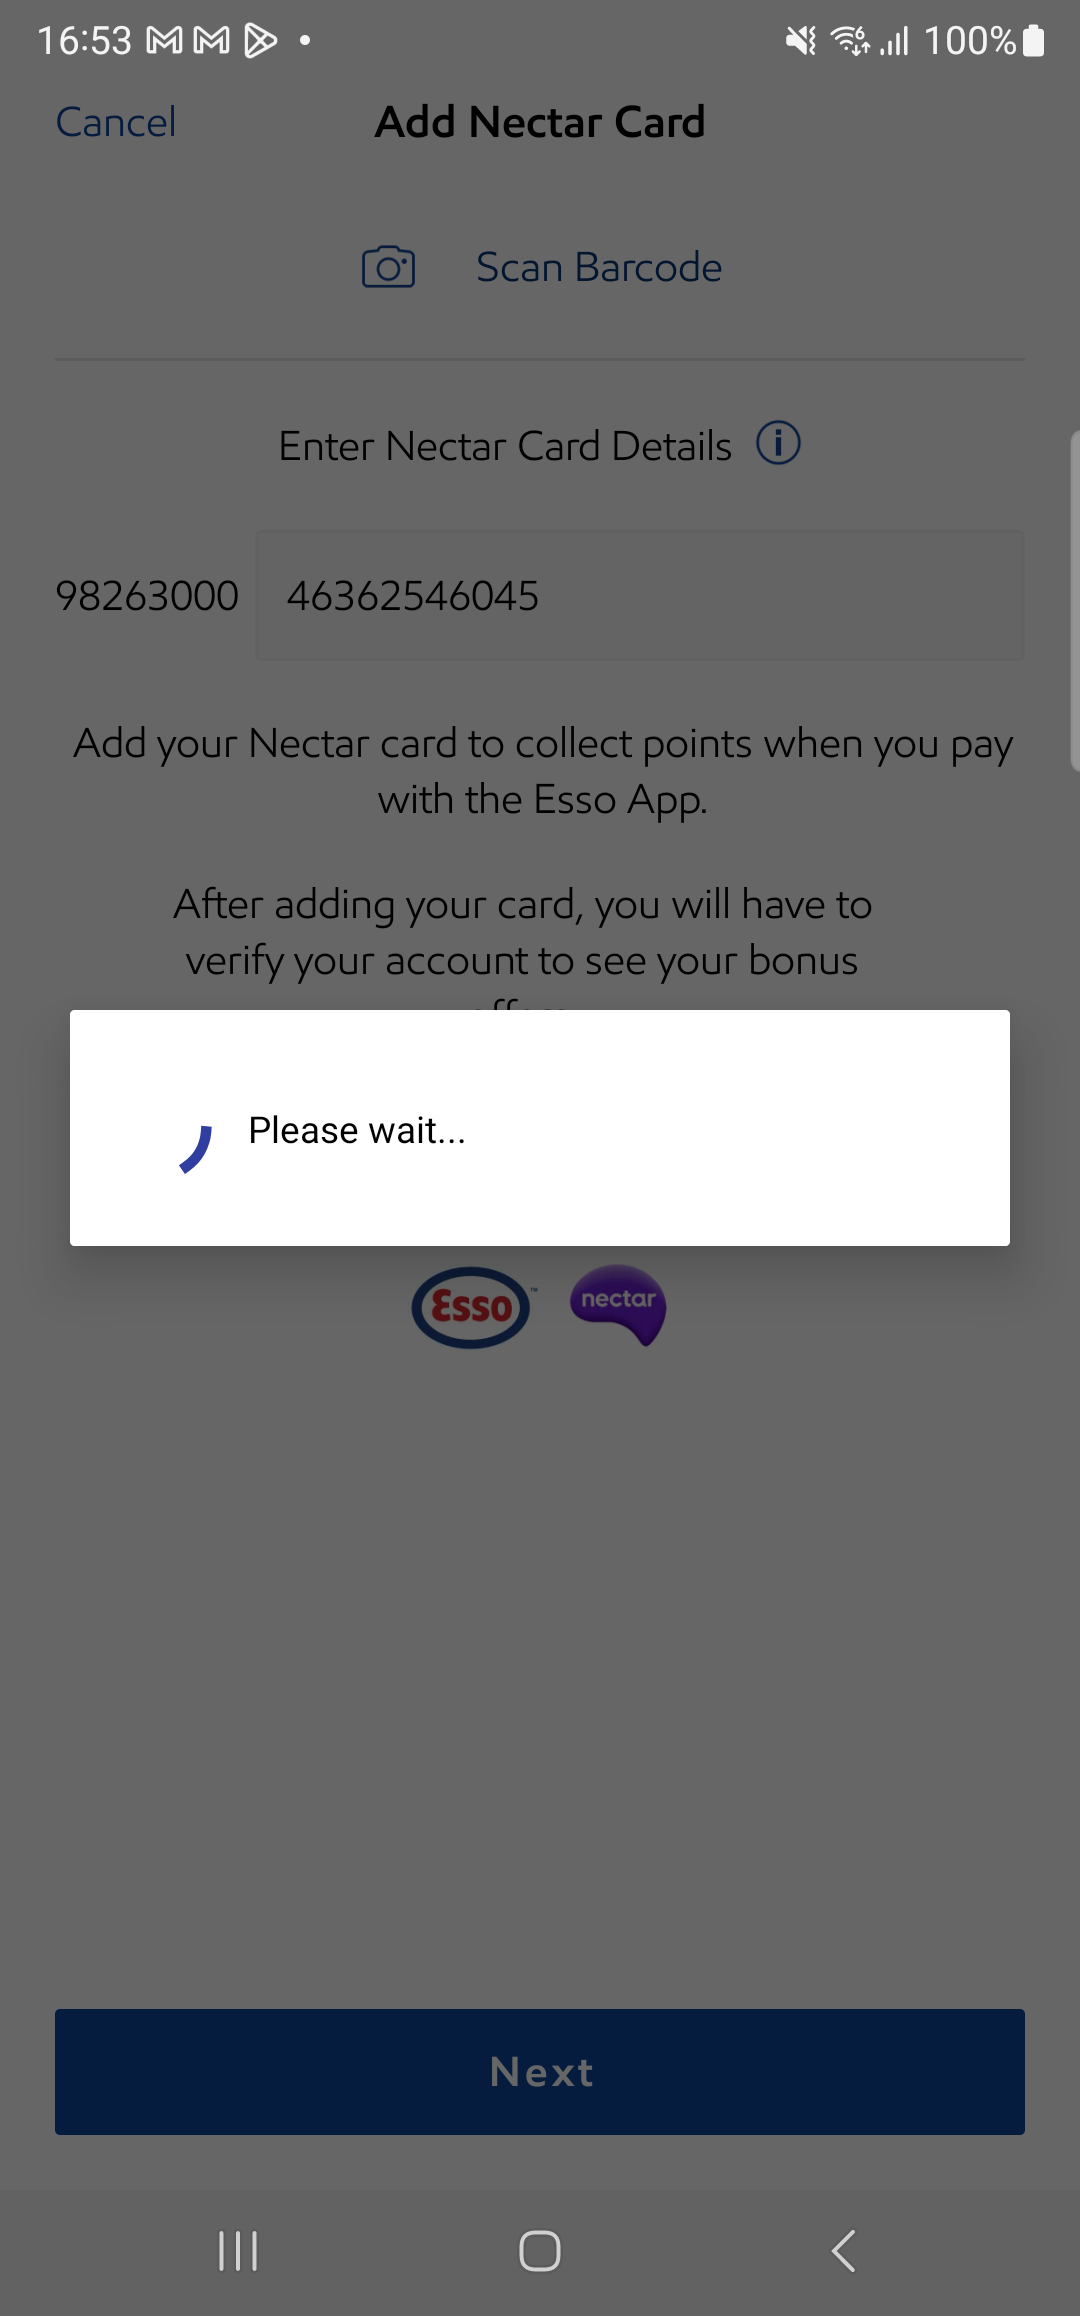 16:53 100%
Cancel Add Nectar Card
Scan Barcode
Enter Nectar Card Details
98263000 46362546045
Add your Nectar card to collect points when you pay
with the Esso App.
After adding your card, you will have to
verify your account to see your bonus
Please wait...
Esso ™ nectar
Next